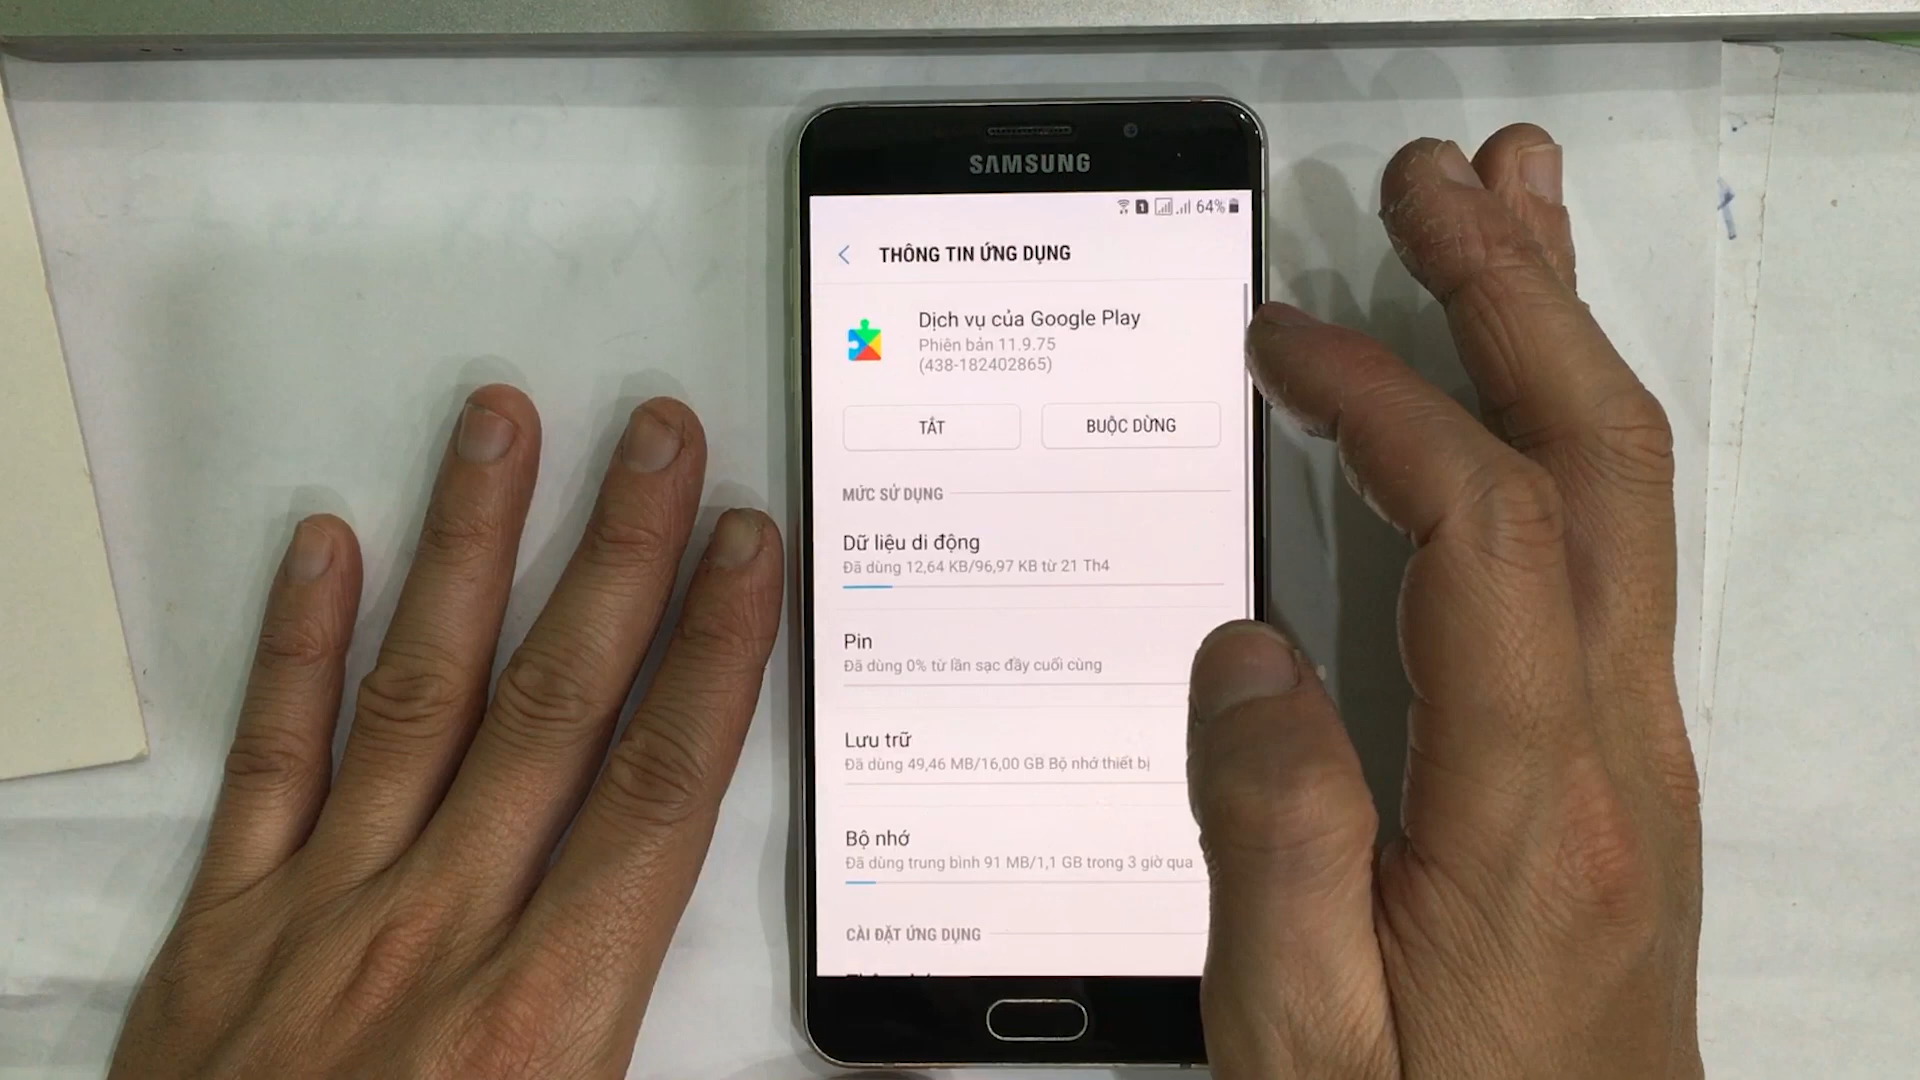 SAMSUNG
1 64%
THÔNG TIN ỨNG DỤNG
Dịch vụ của Google Play
Phiên bản 11.9.75
(438-182402865)
TẮT
BUỘC DỪNG
MỨC SỬ DỤNG
Dữ liệu di động
Đã dùng 12,64 KB/96,97 KB từ 21 Th4
Pin
Đã dùng 0% từ lần sạc đầy cuối cùng
Lưu trữ
Đã dùng 49,46 MB/16,00 GB Bộ nhớ thiết bị
Bộ nhớ
Đã dùng trung bình 91 MB/1,1 GB trong 3 giờ qua
CÀI ĐẶT ỨNG DỤNG